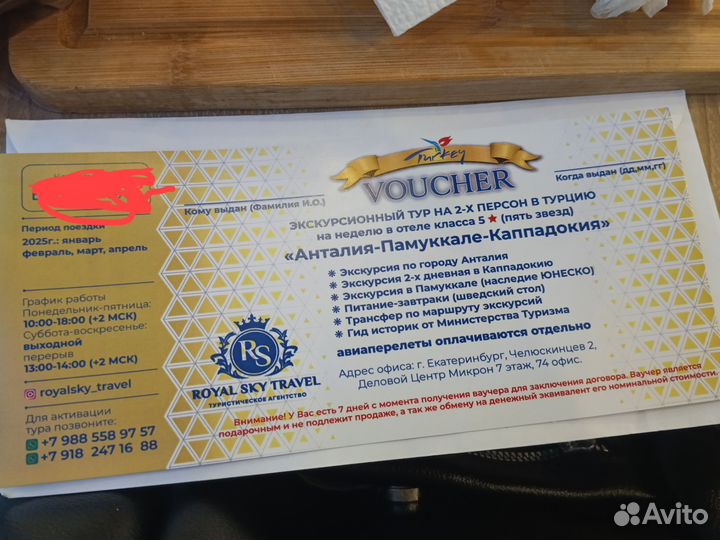 Turkey
VOUCHER
Кому выдан (Фамилия И.О.)
Когда выдан (дд,мм,гг)
ЭКСКУРСИОННЫЙ ТУР НА 2-Х ПЕРСОН В ТУРЦИЮ
на неделю в отеле класса 5 ★ (пять звезд)
«Анталия-Памуккале-Каппадокия»
Экскурсия по городу Анталия
Экскурсия 2-х дневная в Каппадокию
Экскурсия в Памуккале (наследие ЮНЕСКО)
Питание-завтраки (шведский стол)
Трансфер по маршруту экскурсий
Гид историк от Министерства Туризма
авиаперелеты оплачиваются отдельно
Адрес офиса: г. Екатеринбург, Челюскинцев 2,
Деловой Центр Микрон 7 этаж, 74 офис.
Внимание! У Вас есть 7 дней с момента получения ваучера для заключения договора. Ваучер является
подарочным и не подлежит продаже, а так же обмену на денежный эквивалент его номинальной стоимости.
Период поездки
2025г.: январь
февраль, март, апрель
График работы
Понедельник-пятница:
10:00-18:00 (+2 МСК)
Суббота-воскресенье:
выходной
перерыв
13:00-14:00 (+2 МСК)
royalsky_travel
Для активации
тура позвоните:
+7 988 558 97 57
+7 918 247 16 88
RS
ROYAL SKY TRAVEL
ТУРИСТИЧЕСКОЕ АГЕНТСТВО
Avito